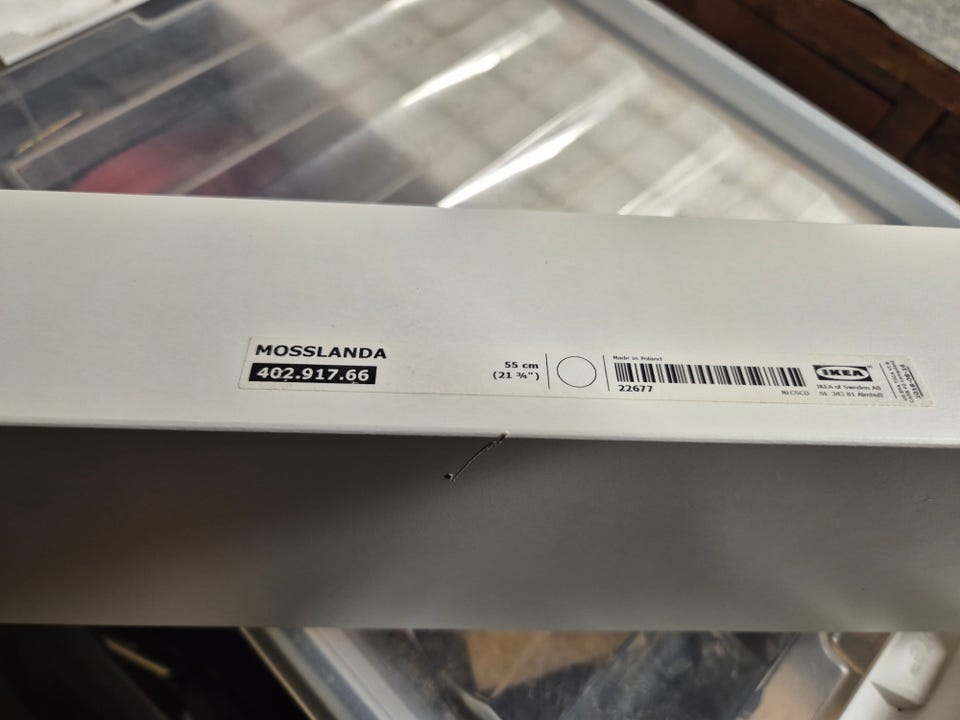 MOSSLANDA
402.917.66
55 cm
(21 ¾")
Made in Poland
22677
IKEA
IKEA of Sweden AB
SE-343 81 Älmhult